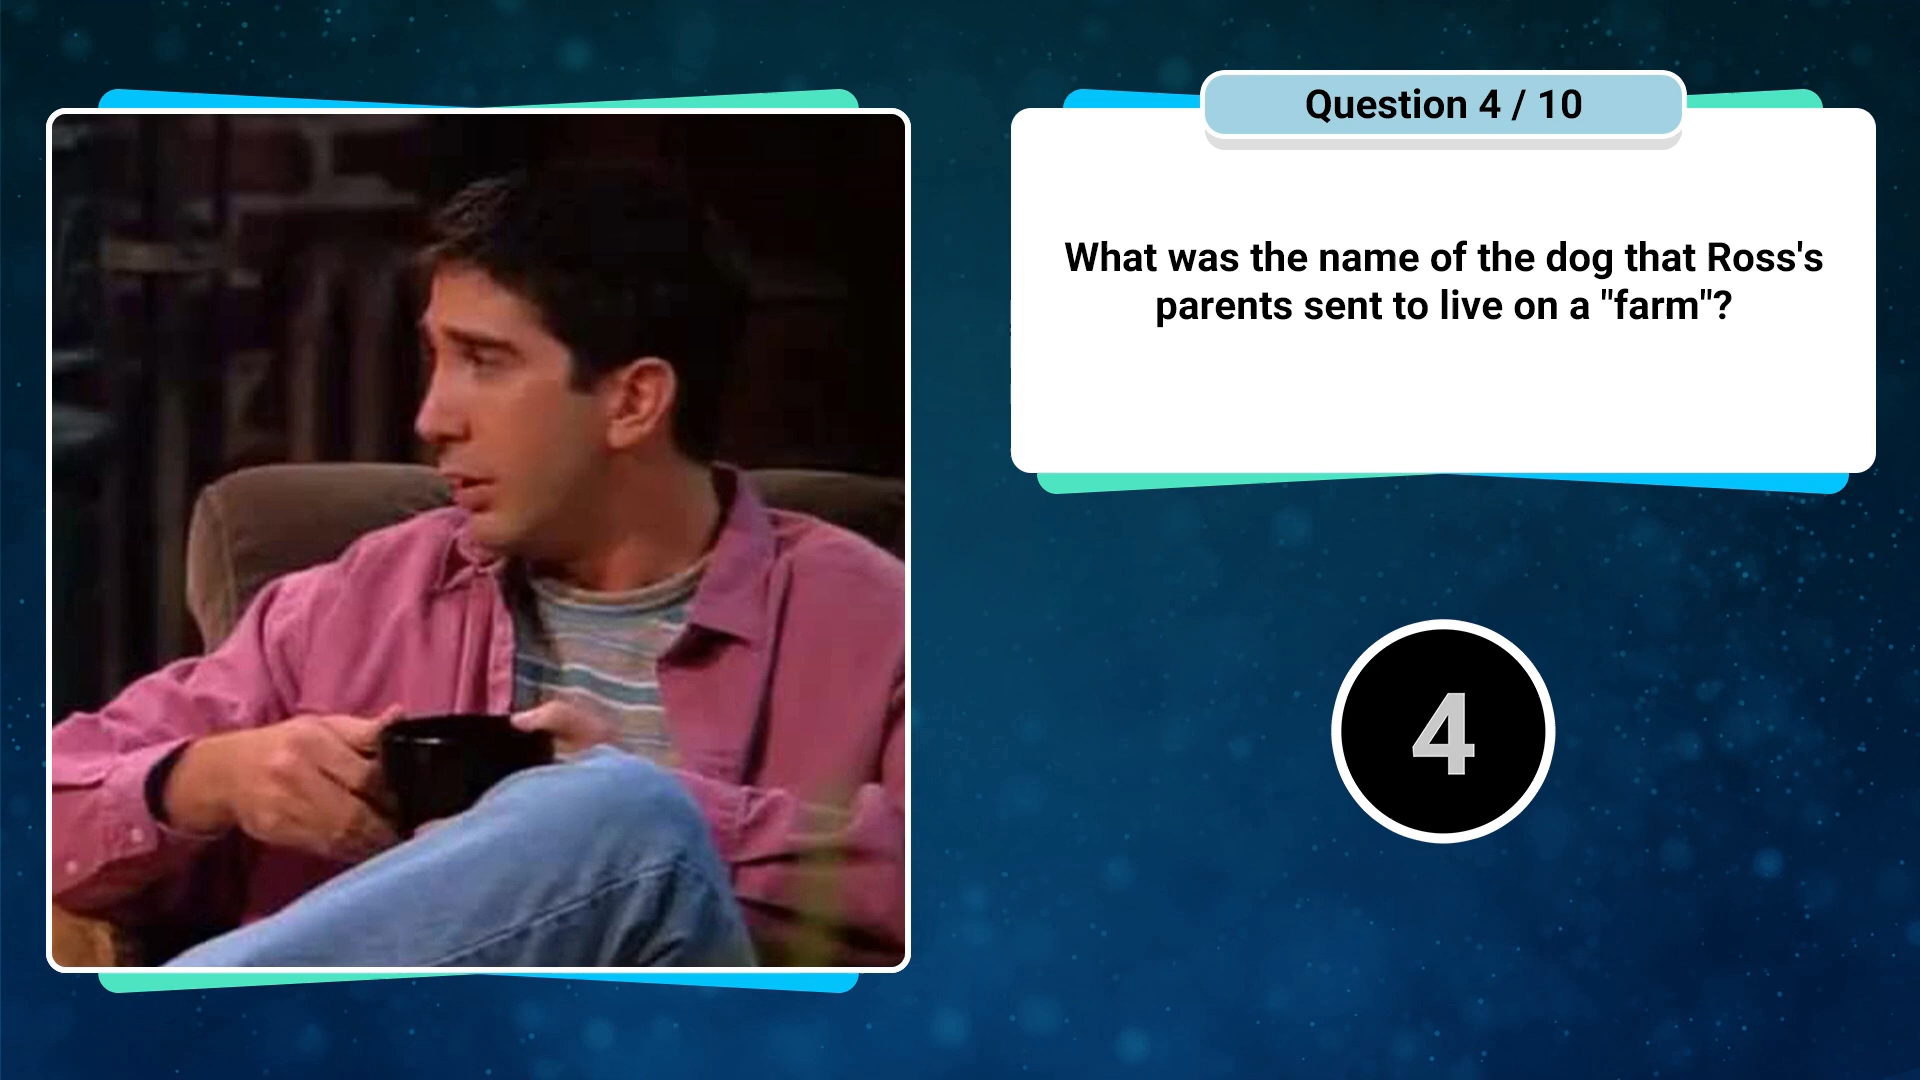 Question 4 / 10
What was the name of the dog that Ross's
parents sent to live on a "farm"?
4